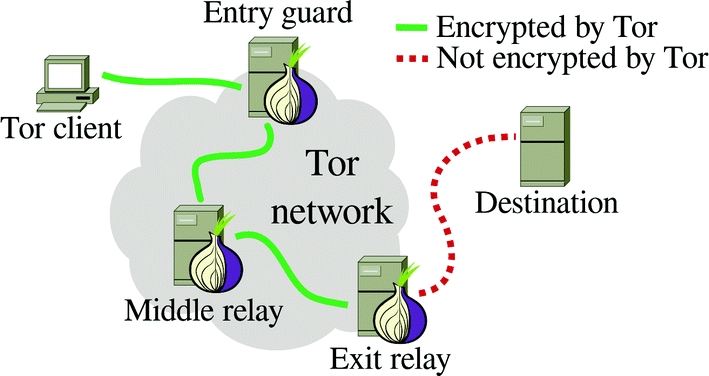 Entry guard
Encrypted by Tor
Not encrypted by Tor
Tor client
Tor
network
Destination
Middle relay
Exit relay